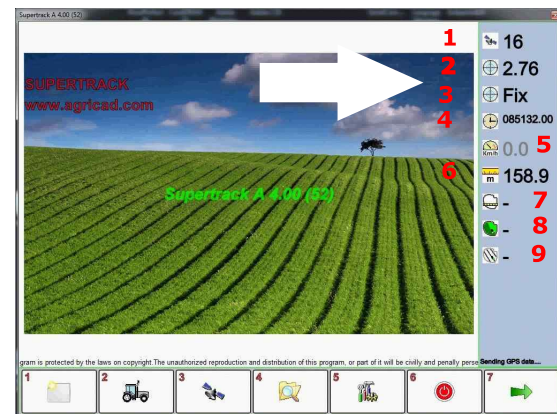 Supertrack A 4.00 (52)
1 16
2 2.76
3 Fix
4 085132.00
Km/h 0.0 5
6 m 158.9
- 7
- 8
- 9
SUPERTRACK
www.agricad.com
Supertrack A 4.00 (52)
gram is protected by the laws on copyright.The unauthorized reproduction and distribution of this program, or part of it will be civilly and penally perse
Sending GPS data....
1 2 3 4 5 6 7